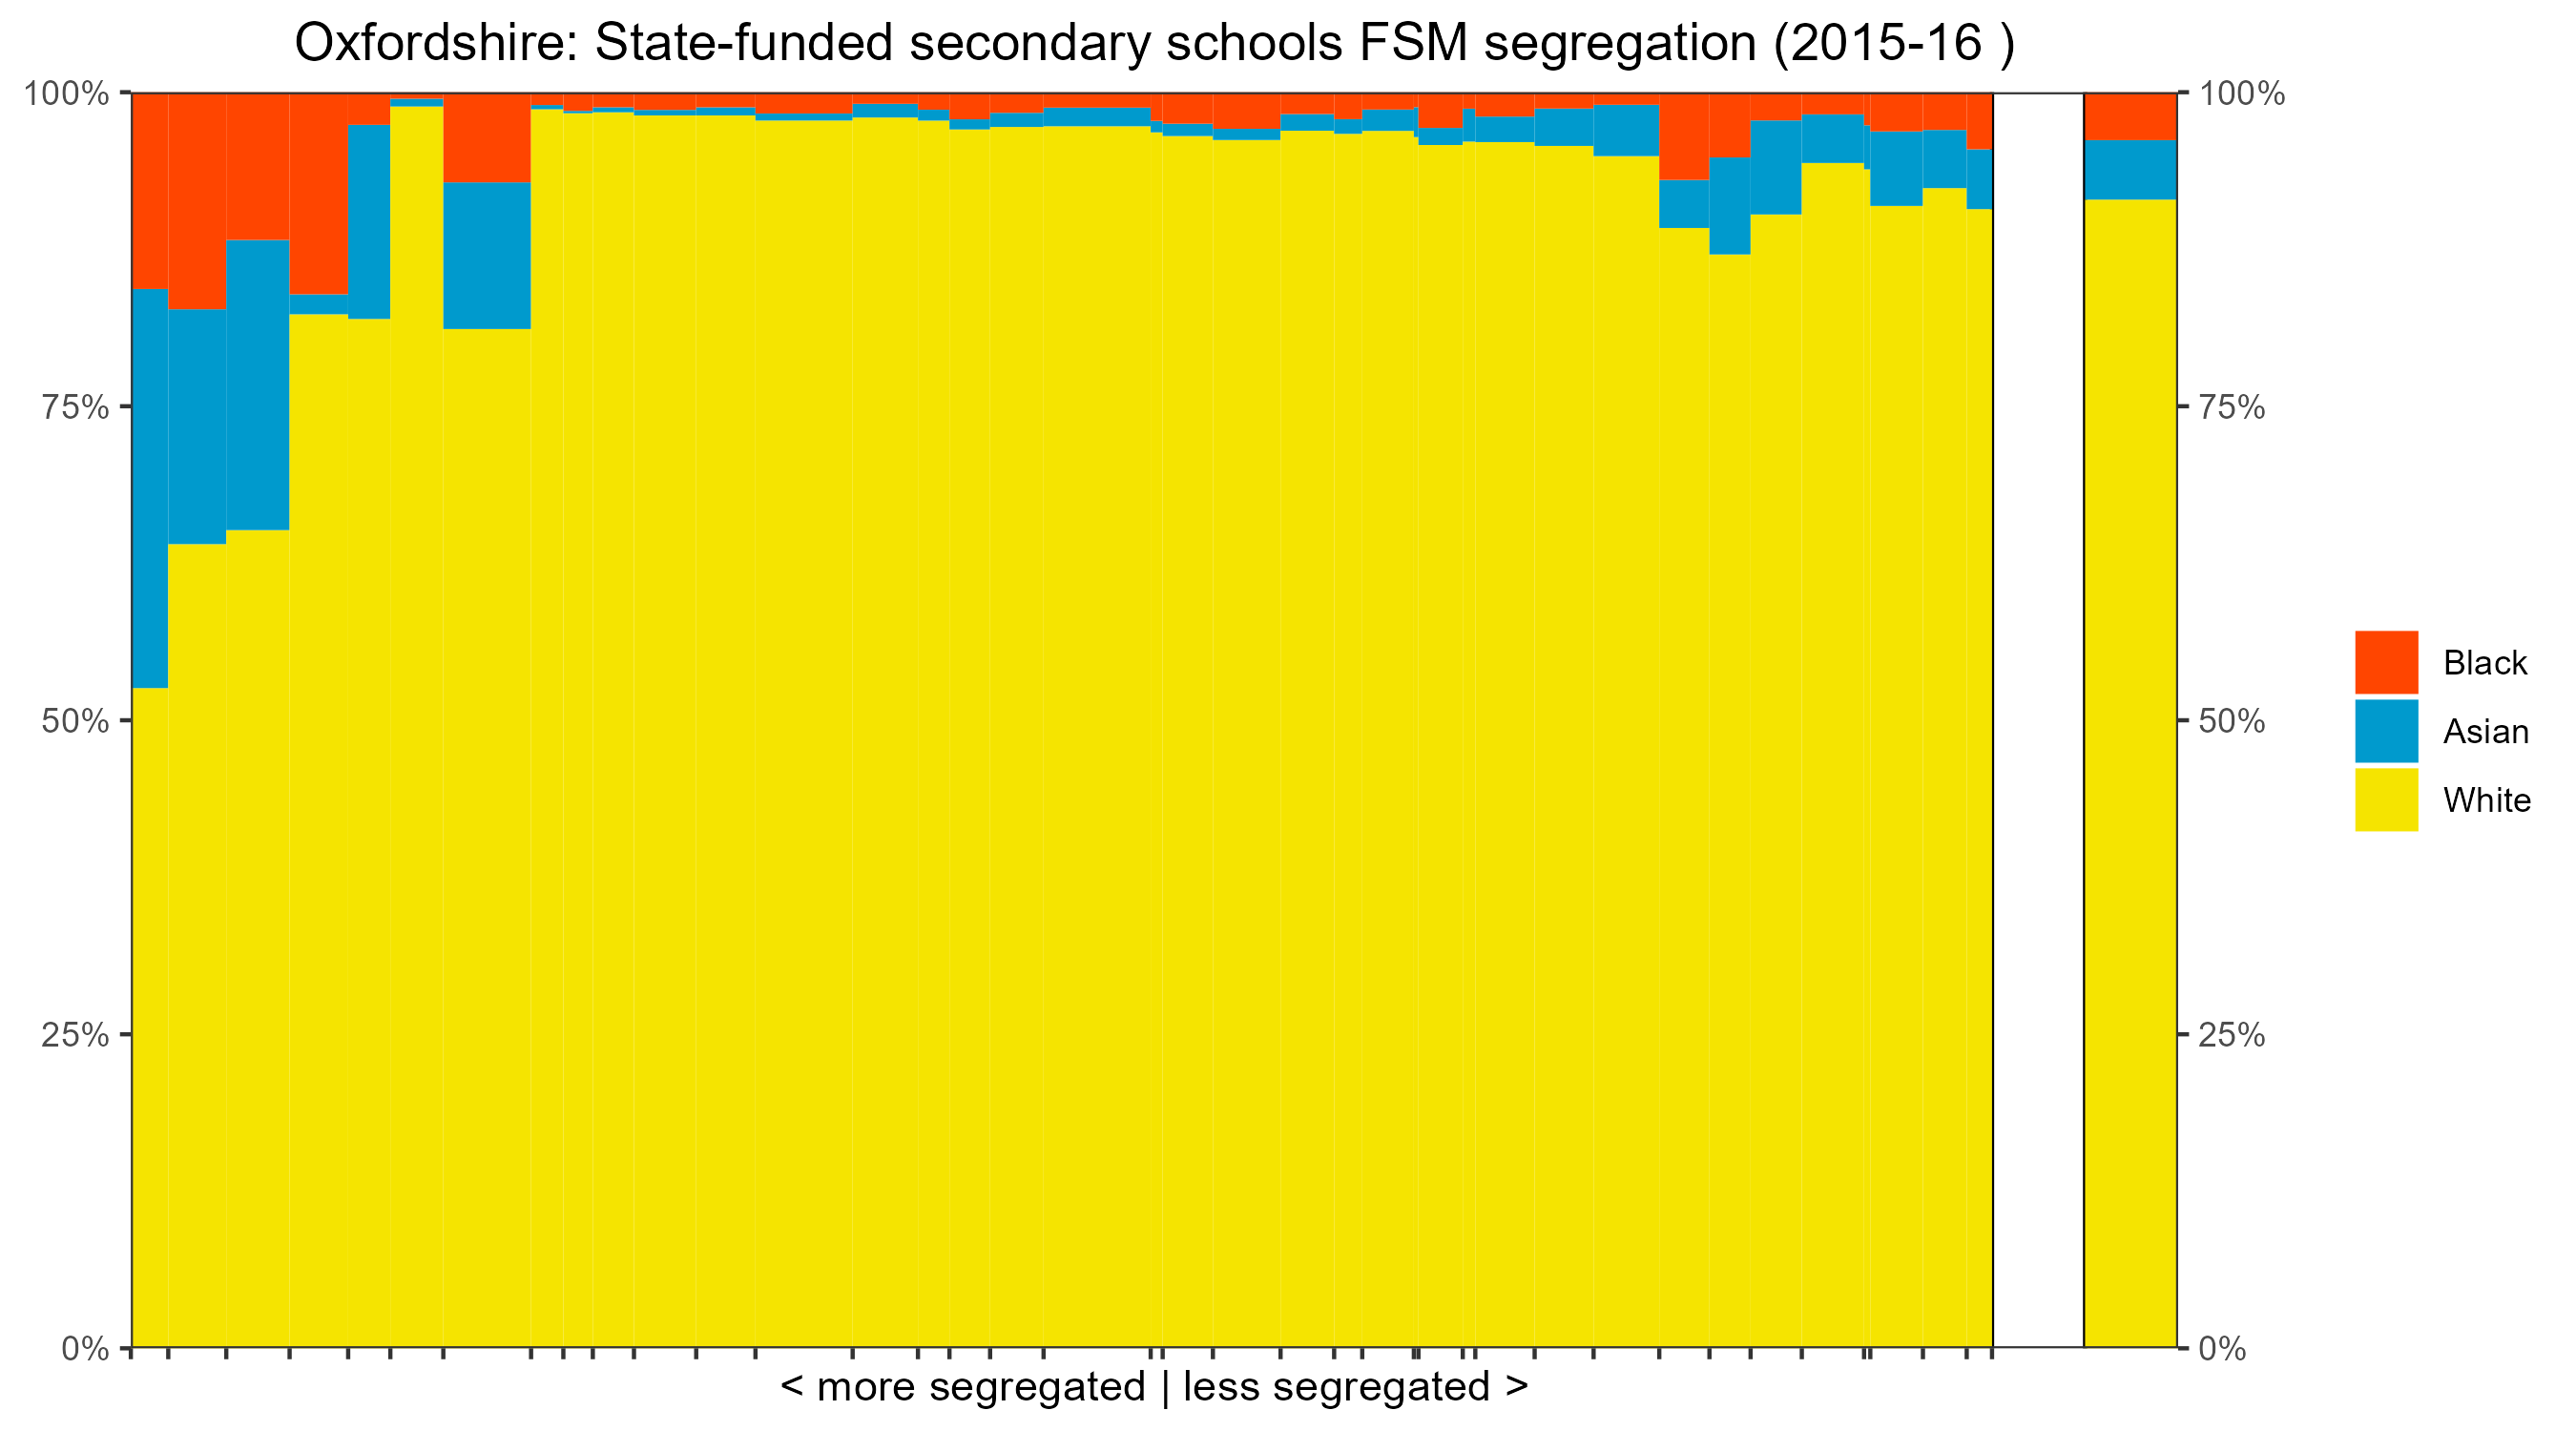 Oxfordshire: State-funded secondary schools FSM segregation (2015-16 )
100%
75%
50%
25%
0%
100%
75%
50%
25%
0%
Black
Asian
White
< more segregated | less segregated >